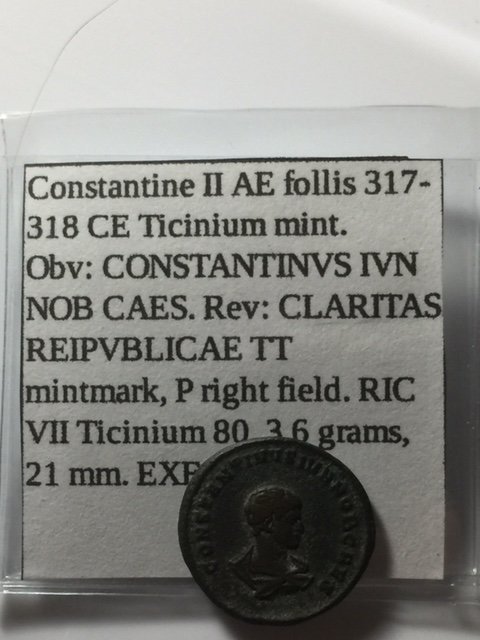 Constantine II AE follis 317-
318 CE Ticinium mint.
Obv: CONSTANTINVS IVN
NOB CAES. Rev: CLARITAS
REIPVBLICAE TT
mintmark, P right field. RIC
VII Ticinium 80 3.6 grams,
21 mm. EXF